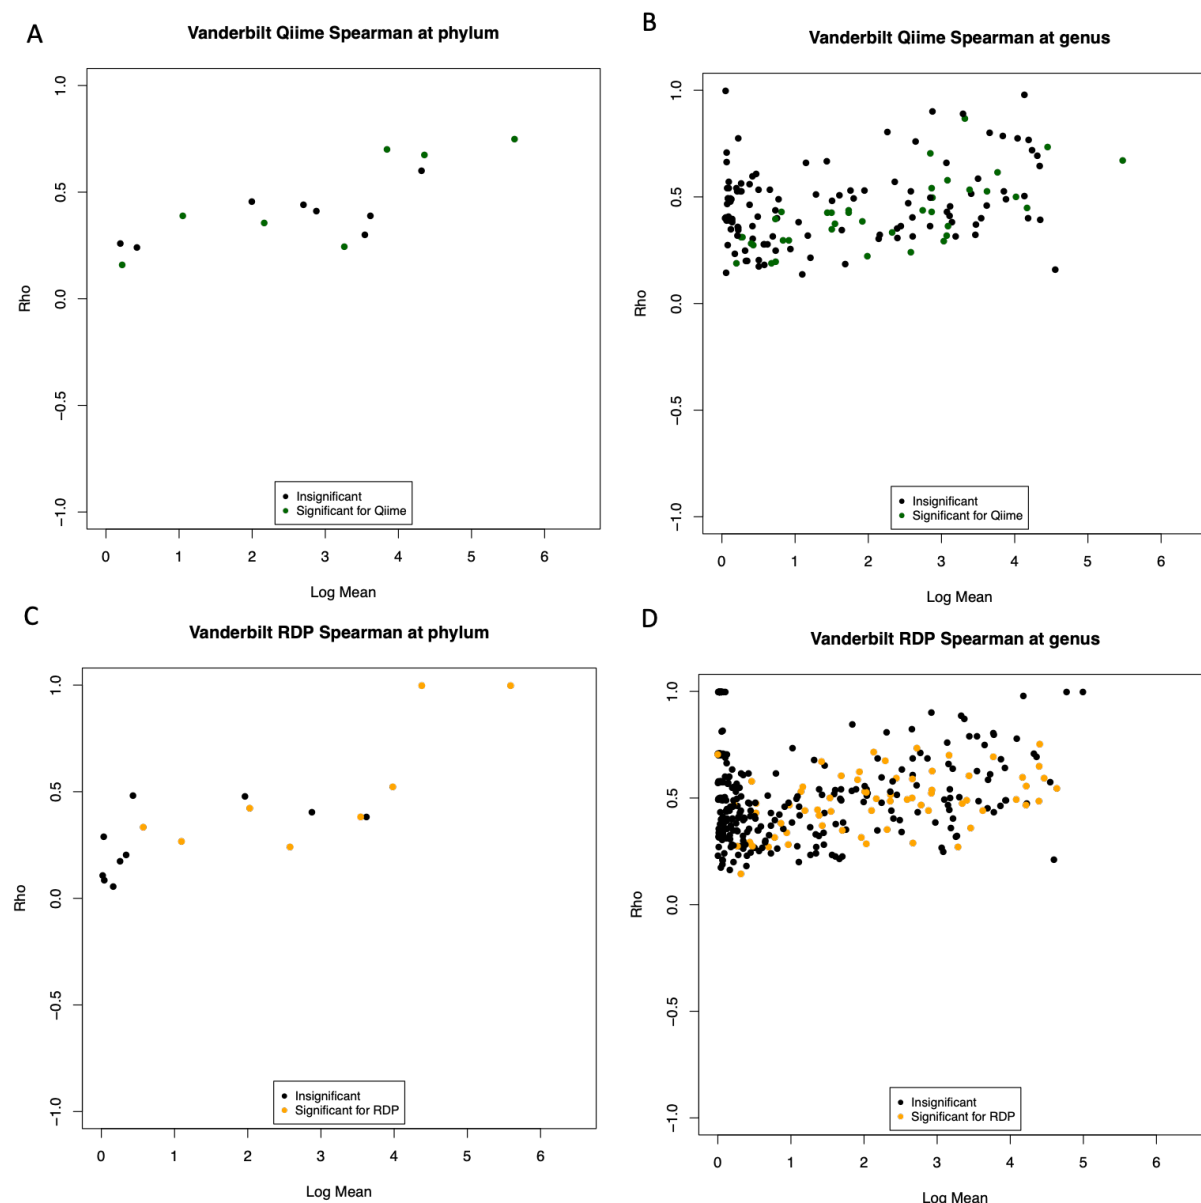 A
Vanderbilt Qiime Spearman at phylum
1.0
0.5
0.0
−0.5
−1.0
Rho
Insignificant
Significant for Qiime
0 1 2 3 4 5 6
Log Mean
B
Vanderbilt Qiime Spearman at genus
1.0
0.5
0.0
−0.5
−1.0
Rho
Insignificant
Significant for Qiime
0 1 2 3 4 5 6
Log Mean
C
Vanderbilt RDP Spearman at phylum
1.0
0.5
0.0
−0.5
−1.0
Rho
Insignificant
Significant for RDP
0 1 2 3 4 5 6
Log Mean
D
Vanderbilt RDP Spearman at genus
1.0
0.5
0.0
−0.5
−1.0
Rho
Insignificant
Significant for RDP
0 1 2 3 4 5 6
Log Mean